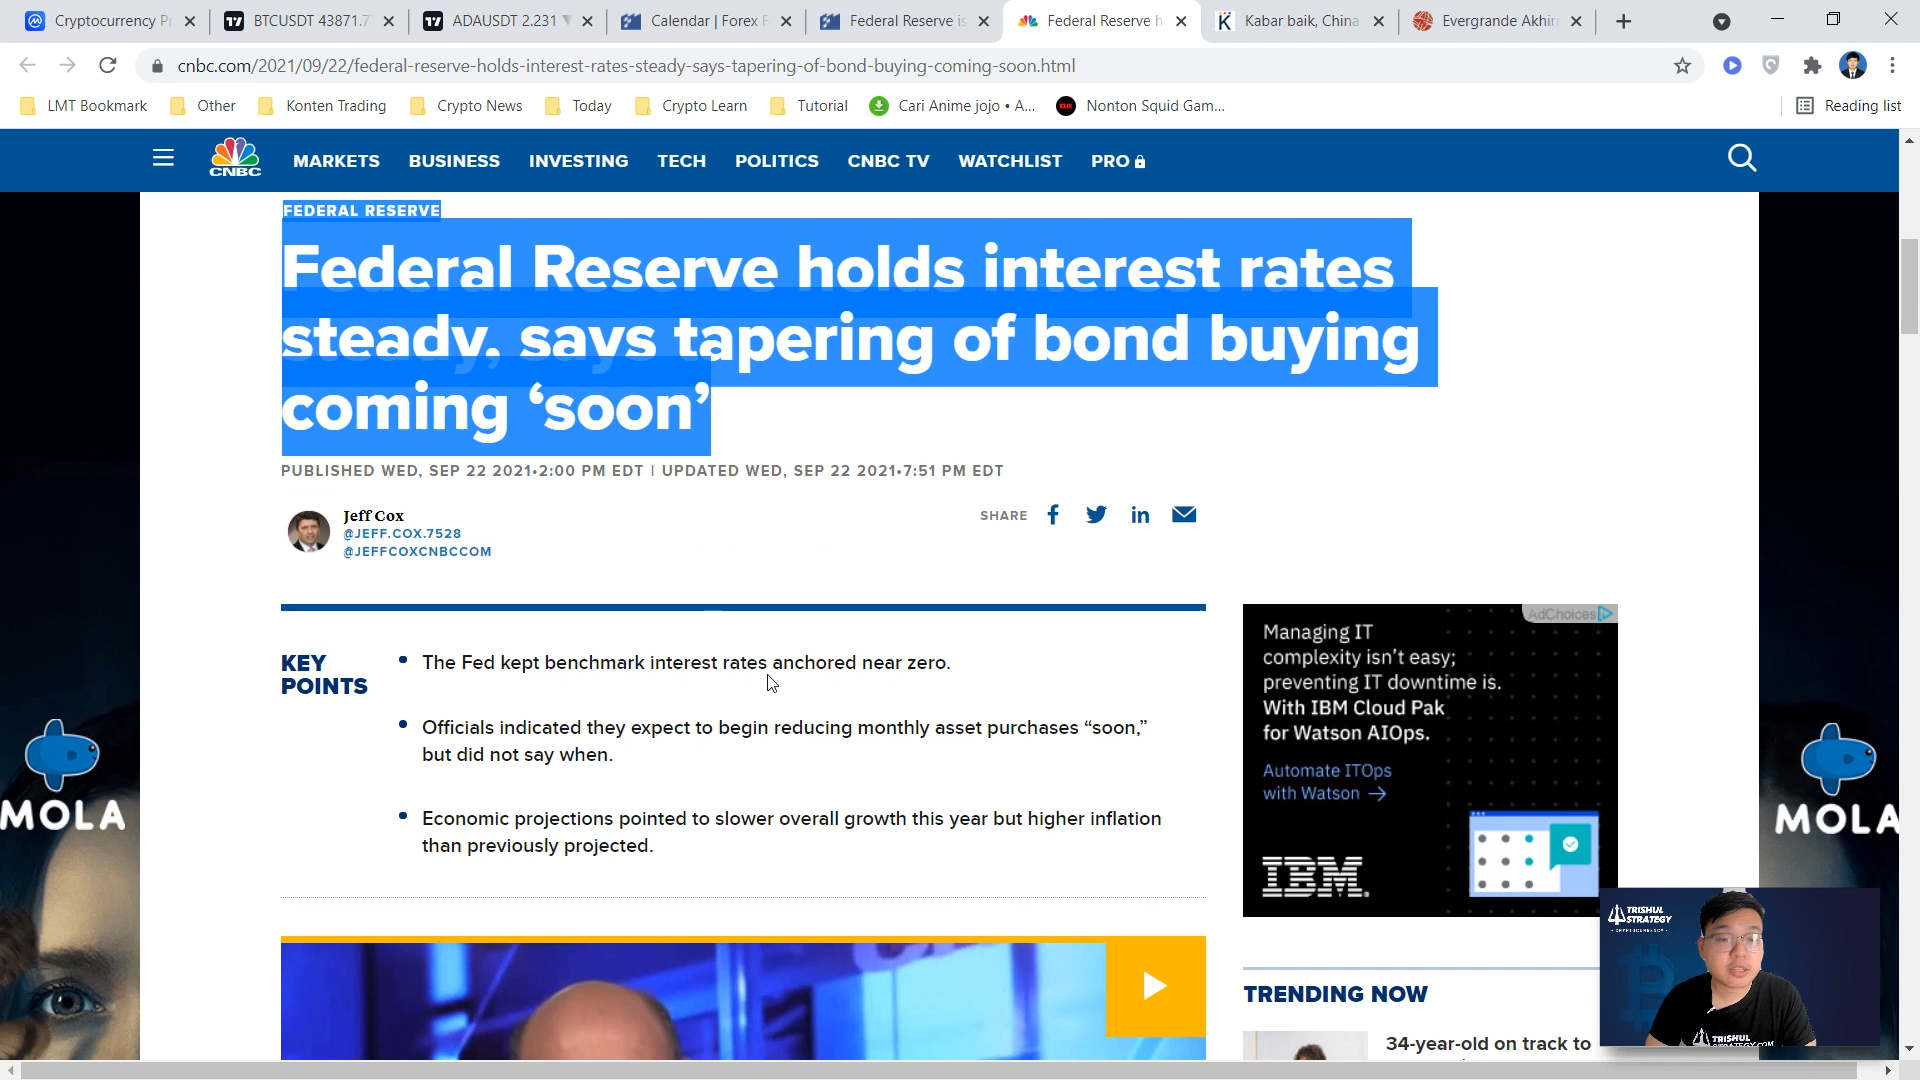 Cryptocurrency Pr
BTCUSDT 43871.7
ADAUSDT 2.231
Calendar | Forex F
Federal Reserve is
Federal Reserve h
Kabar baik, China
Evergrande Akhir
cnbc.com/2021/09/22/federal-reserve-holds-interest-rates-steady-says-tapering-of-bond-buying-coming-soon.html
LMT Bookmark
Other
Konten Trading
Crypto News
Today
Crypto Learn
Tutorial
Cari Anime jojo • A...
Nonton Squid Gam...
Reading list
CNBC
MARKETS
BUSINESS
INVESTING
TECH
POLITICS
CNBC TV
WATCHLIST
PRO
FEDERAL RESERVE
Federal Reserve holds interest rates
steady, says tapering of bond buying
coming ‘soon’
PUBLISHED WED, SEP 22 2021•2:00 PM EDT | UPDATED WED, SEP 22 2021•7:51 PM EDT
Jeff Cox
@JEFF.COX.7528
@JEFFCOXCNBCCOM
SHARE
KEY
POINTS
• The Fed kept benchmark interest rates anchored near zero.
• Officials indicated they expect to begin reducing monthly asset purchases “soon,”
but did not say when.
• Economic projections pointed to slower overall growth this year but higher inflation
than previously projected.
AdChoices
Managing IT
complexity isn’t easy;
preventing IT downtime is.
With IBM Cloud Pak
for Watson AIOps.
Automate ITOps
with Watson →
IBM.
MOLA
MOLA
TRENDING NOW
34-year-old on track to
TRISHUL
STRATEGY
• CRYPTOCURRENCY •
TRISHUL
STRATEGY.COM